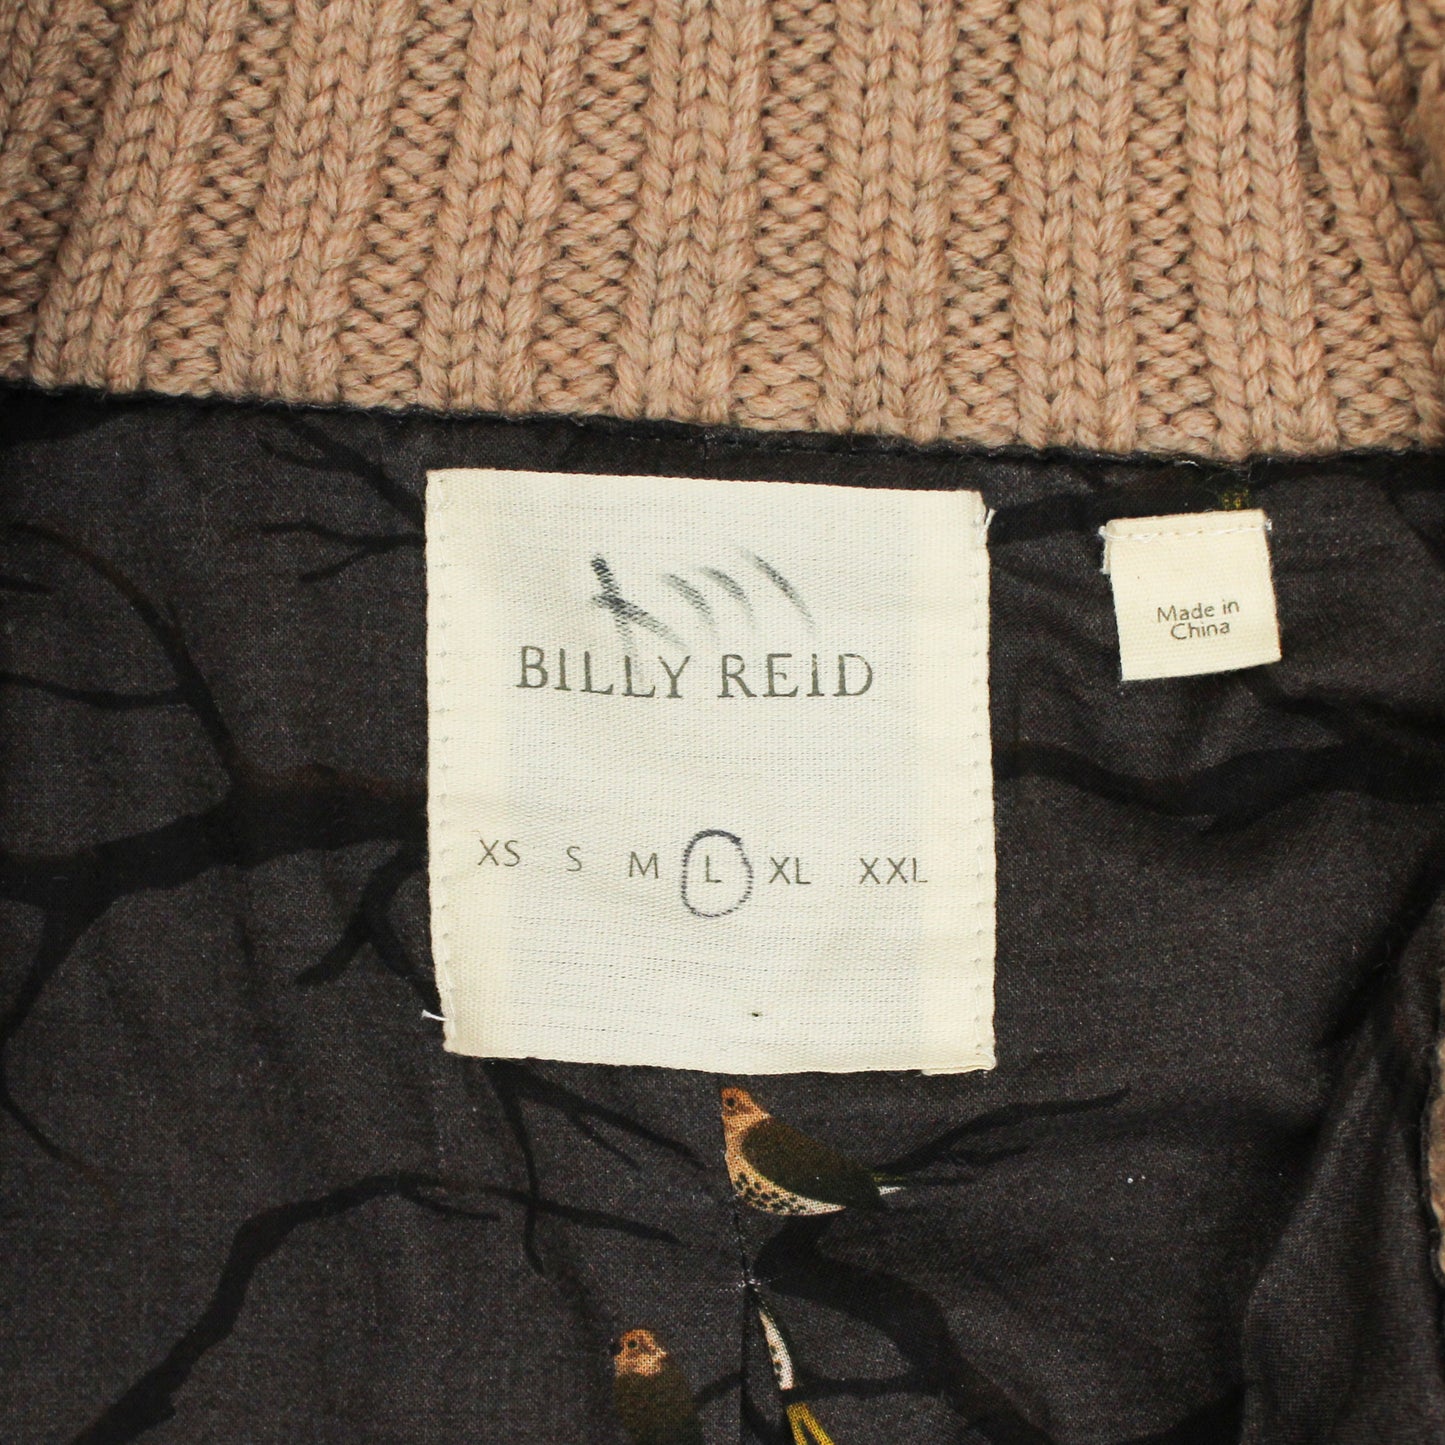 BILLY REID
XS S M L XL XXL
Made in
China